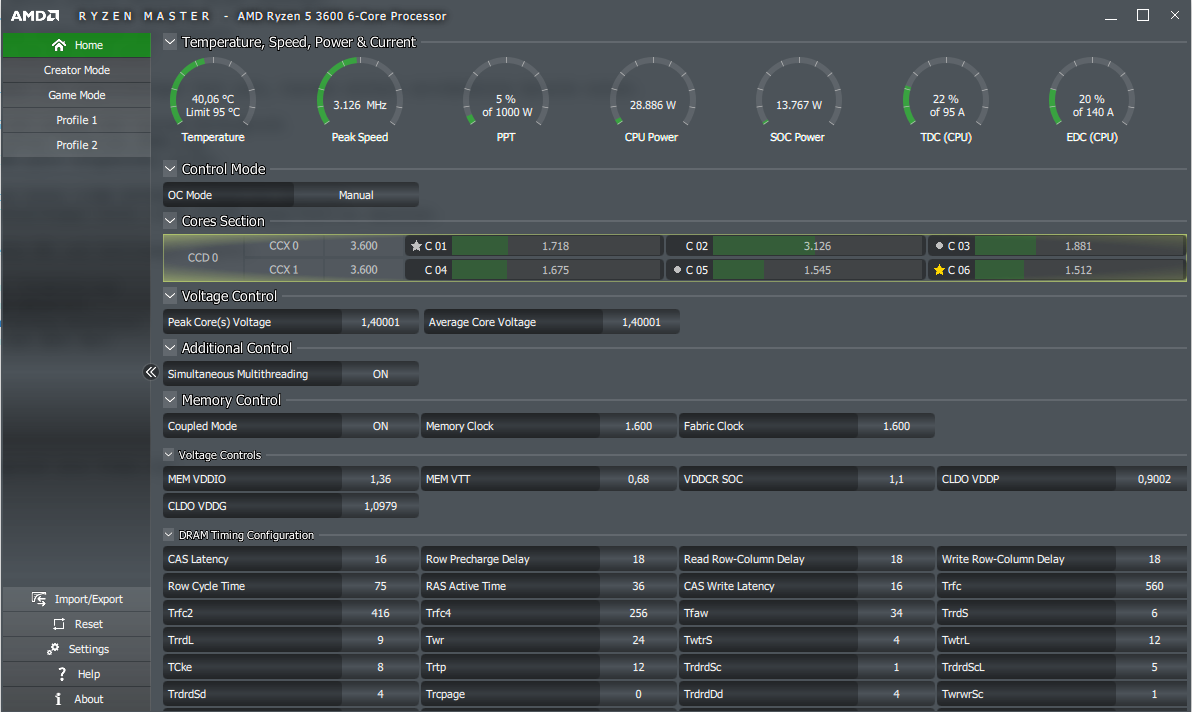 AMD RYZEN MASTER - AMD Ryzen 5 3600 6-Core Processor
Home
Creator Mode
Game Mode
Profile 1
Profile 2
Temperature, Speed, Power & Current
40,06 °C
Limit 95 °C
Temperature
3.126 MHz
Peak Speed
5 %
of 1000 W
PPT
28.886 W
CPU Power
13.767 W
SOC Power
22 %
of 95 A
TDC (CPU)
20 %
of 140 A
EDC (CPU)
Control Mode
OC Mode Manual
Cores Section
CCD 0
CCX 0 3.600 C 01 1.718 C 02 3.126 C 03 1.881
CCX 1 3.600 C 04 1.675 C 05 1.545 C 06 1.512
Voltage Control
Peak Core(s) Voltage 1,40001 Average Core Voltage 1,40001
Additional Control
Simultaneous Multithreading ON
Memory Control
Coupled Mode ON Memory Clock 1.600 Fabric Clock 1.600
Voltage Controls
MEM VDDIO 1,36 MEM VTT 0,68 VDDCR SOC 1,1 CLDO VDDP 0,9002
CLDO VDDG 1,0979
DRAM Timing Configuration
CAS Latency 16 Row Precharge Delay 18 Read Row-Column Delay 18 Write Row-Column Delay 18
Row Cycle Time 75 RAS Active Time 36 CAS Write Latency 16 Trfc 560
Trfc2 416 Trfc4 256 Tfaw 34 TrrdS 6
TrrdL 9 Twr 24 TwtrS 4 TwtrL 12
TCke 8 Trtp 12 TrdrdSc 1 TrdrdScL 5
TrdrdSd 4 Trcpage 0 TrdrdDd 4 TwrwrSc 1
Import/Export
Reset
Settings
Help
About